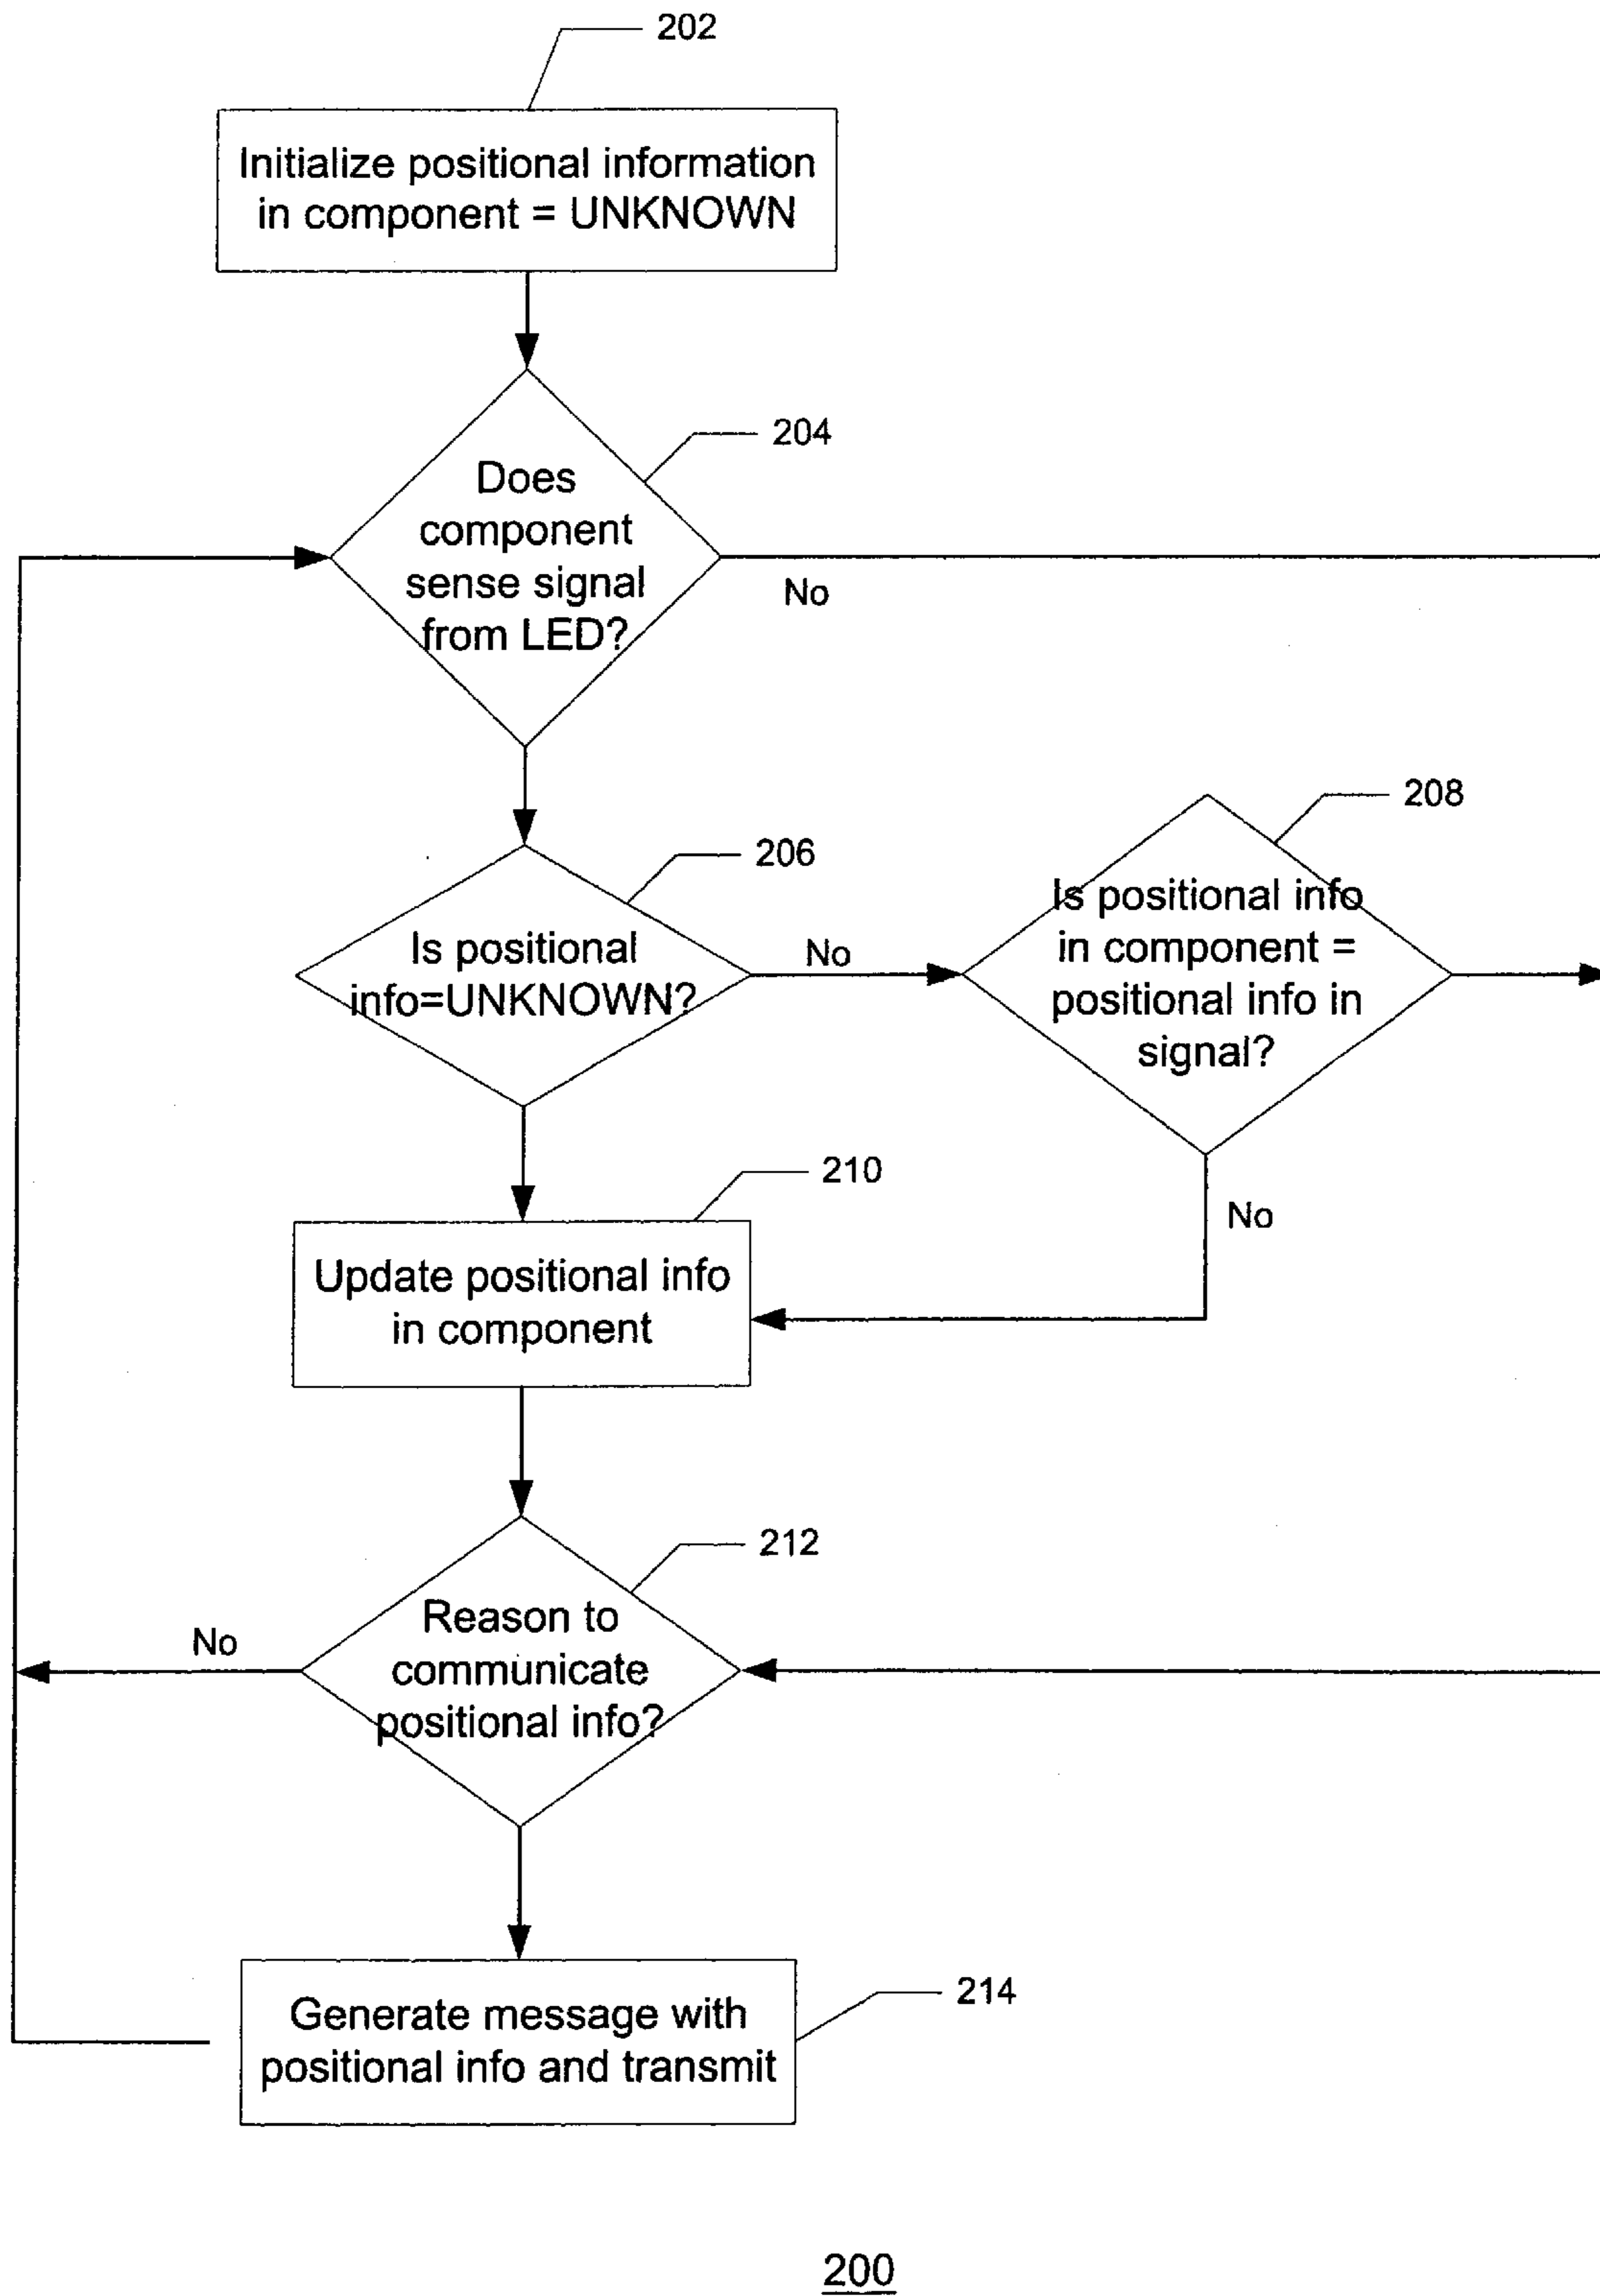 202
Initialize positional information
in component = UNKNOWN
204
Does
component
sense signal
from LED?
No
206
Is positional
info=UNKNOWN?
No
208
Is positional info
in component =
positional info in
signal?
No
210
Update positional info
in component
212
Reason to
communicate
positional info?
No
214
Generate message with
positional info and transmit
200